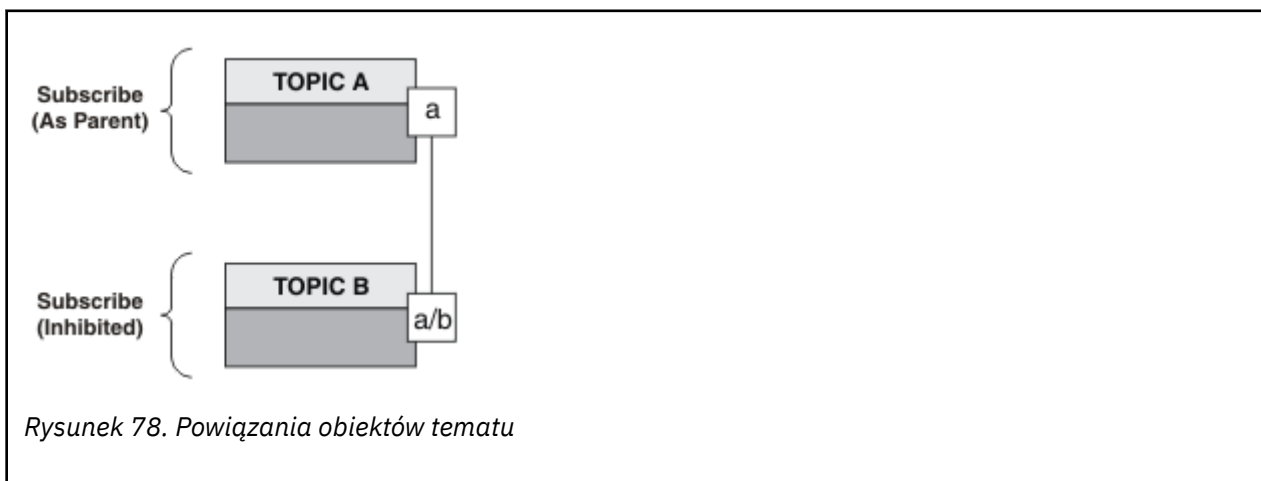 Subscribe
(As Parent)
TOPIC A
a
Subscribe
(Inhibited)
TOPIC B
a/b
Rysunek 78. Powiązania obiektów tematu